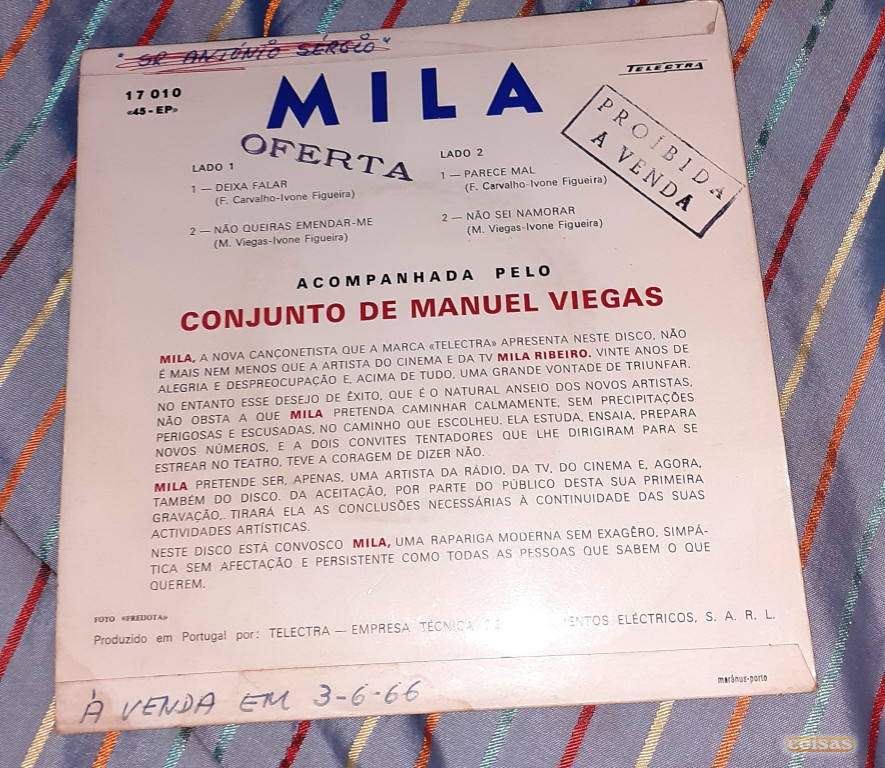 "SR ANTÓNIO SÉRGIO"
TELECTRA
17 010
«45 - EP»
MILA
OFERTA
PROÍBIDA
A VENDA
LADO 1
1 — DEIXA FALAR
(F. Carvalho-Ivone Figueira)
2 — NÃO QUEIRAS EMENDAR-ME
(M. Viegas-Ivone Figueira)
LADO 2
1 — PARECE MAL
(F. Carvalho-Ivone Figueira)
2 — NÃO SEI NAMORAR
(M. Viegas-Ivone Figueira)
ACOMPANHADA PELO
CONJUNTO DE MANUEL VIEGAS
MILA, A NOVA CANÇONETISTA QUE A MARCA «TELECTRA» APRESENTA NESTE DISCO, NÃO
É MAIS NEM MENOS QUE A ARTISTA DO CINEMA E DA TV MILA RIBEIRO. VINTE ANOS DE
ALEGRIA E DESPREOCUPAÇÃO E, ACIMA DE TUDO, UMA GRANDE VONTADE DE TRIUNFAR.
NO ENTANTO ESSE DESEJO DE ÊXITO, QUE É O NATURAL ANSEIO DOS NOVOS ARTISTAS,
NÃO OBSTA A QUE MILA PRETENDA CAMINHAR CALMAMENTE, SEM PRECIPITAÇÕES
PERIGOSAS E ESCUSADAS, NO CAMINHO QUE ESCOLHEU. ELA ESTUDA, ENSAIA, PREPARA
NOVOS NÚMEROS, E A DOIS CONVITES TENTADORES QUE LHE DIRIGIRAM PARA SE
ESTREAR NO TEATRO, TEVE A CORAGEM DE DIZER NÃO.
MILA PRETENDE SER, APENAS, UMA ARTISTA DA RÁDIO, DA TV, DO CINEMA E, AGORA,
TAMBÉM DO DISCO. DA ACEITAÇÃO, POR PARTE DO PÚBLICO DESTA SUA PRIMEIRA
GRAVAÇÃO,. TIRARÁ ELA AS CONCLUSÕES NECESSÁRIAS À CONTINUIDADE DAS SUAS
ACTIVIDADES ARTÍSTICAS.
NESTE DISCO ESTÁ CONVOSCO MILA, UMA RAPARIGA MODERNA SEM EXAGÊRO, SIMPÁ-
TICA SEM AFECTAÇÃO E PERSISTENTE COMO TODAS AS PESSOAS QUE SABEM O QUE
QUEREM.
FOTO «FREIJOTA»
Produzido em Portugal por: TELECTRA — EMPRESA TÉCNICA ELÉCTRICOS, S. A. R. L.
marânus-porto
À VENDA EM 3-6-66
coisas